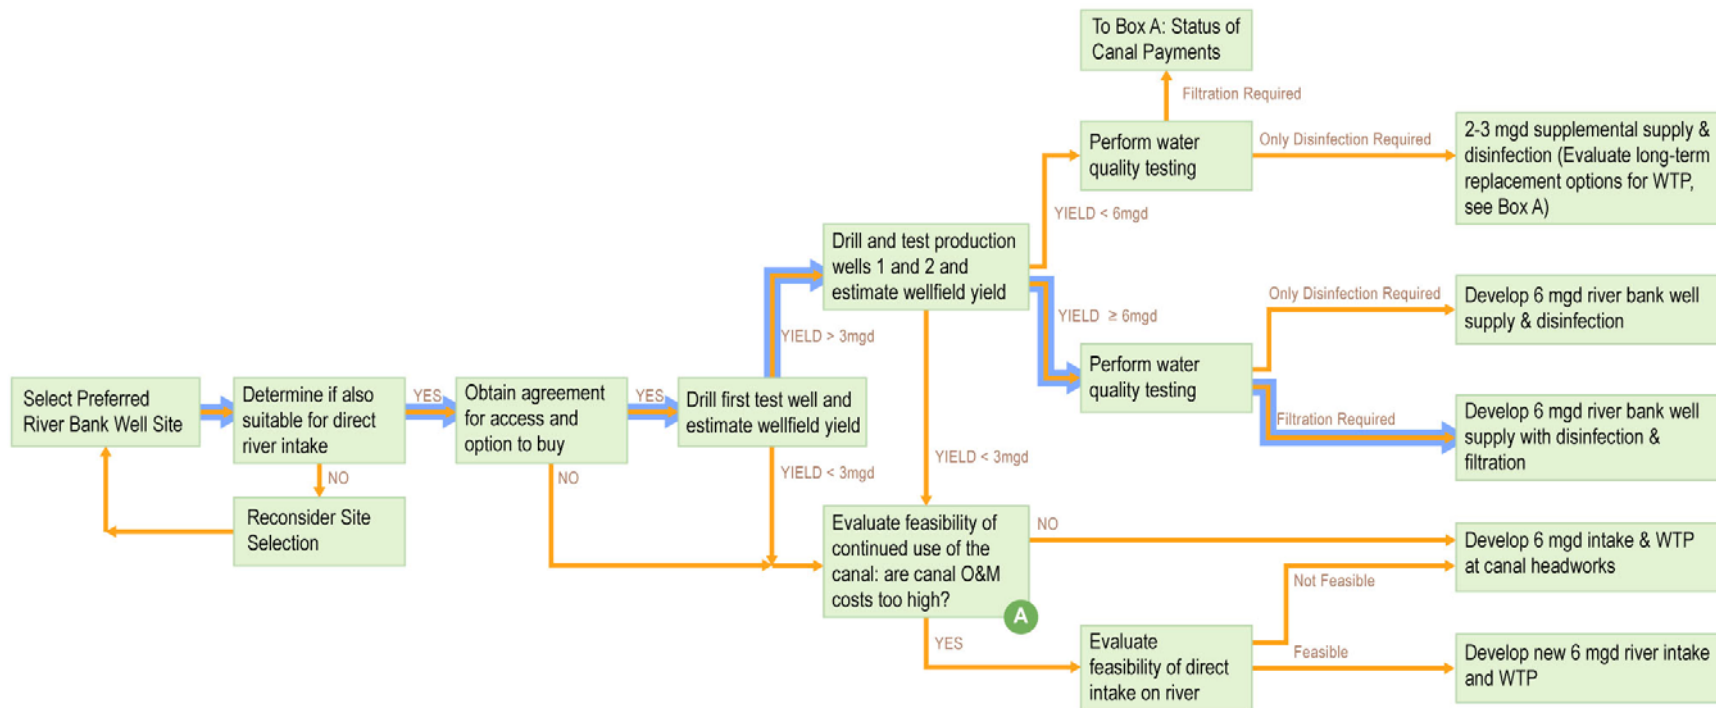 To Box A: Status of
Canal Payments
Filtration Required
Perform water
quality testing
Only Disinfection Required
2-3 mgd supplemental supply &
disinfection (Evaluate long-term
replacement options for WTP,
see Box A)
YIELD < 6mgd
Drill and test production
wells 1 and 2 and
estimate wellfield yield
YIELD > 3mgd
YIELD ≥ 6mgd
Only Disinfection Required
Develop 6 mgd river bank well
supply & disinfection
Perform water
quality testing
Filtration Required
Develop 6 mgd river bank well
supply with disinfection &
filtration
Select Preferred
River Bank Well Site
Determine if also
suitable for direct
river intake
YES
Obtain agreement
for access and
option to buy
YES
Drill first test well and
estimate wellfield yield
NO
Reconsider Site
Selection
NO
YIELD < 3mgd
YIELD < 3mgd
Evaluate feasibility of
continued use of the
canal: are canal O&M
costs too high?
A
NO
Develop 6 mgd intake & WTP
at canal headworks
Not Feasible
YES
Evaluate
feasibility of direct
intake on river
Feasible
Develop new 6 mgd river intake
and WTP